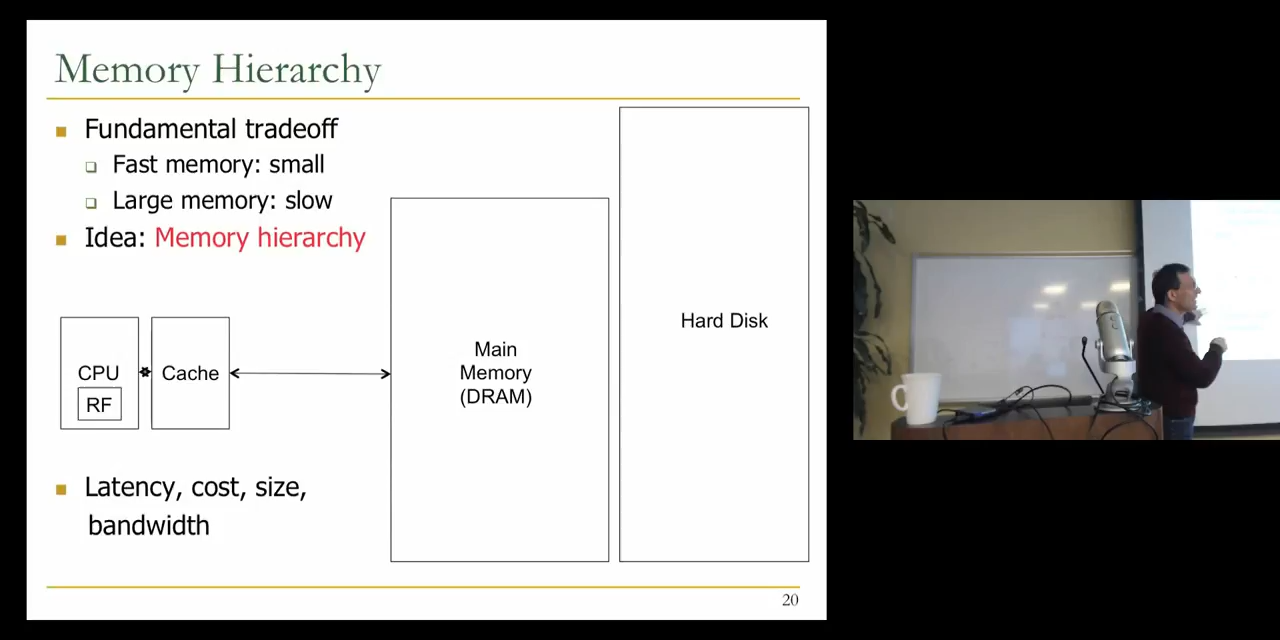 Memory Hierarchy
Fundamental tradeoff
Fast memory: small
Large memory: slow
Idea: Memory hierarchy
CPU
RF
Cache
Main
Memory
(DRAM)
Hard Disk
Latency, cost, size,
bandwidth
20